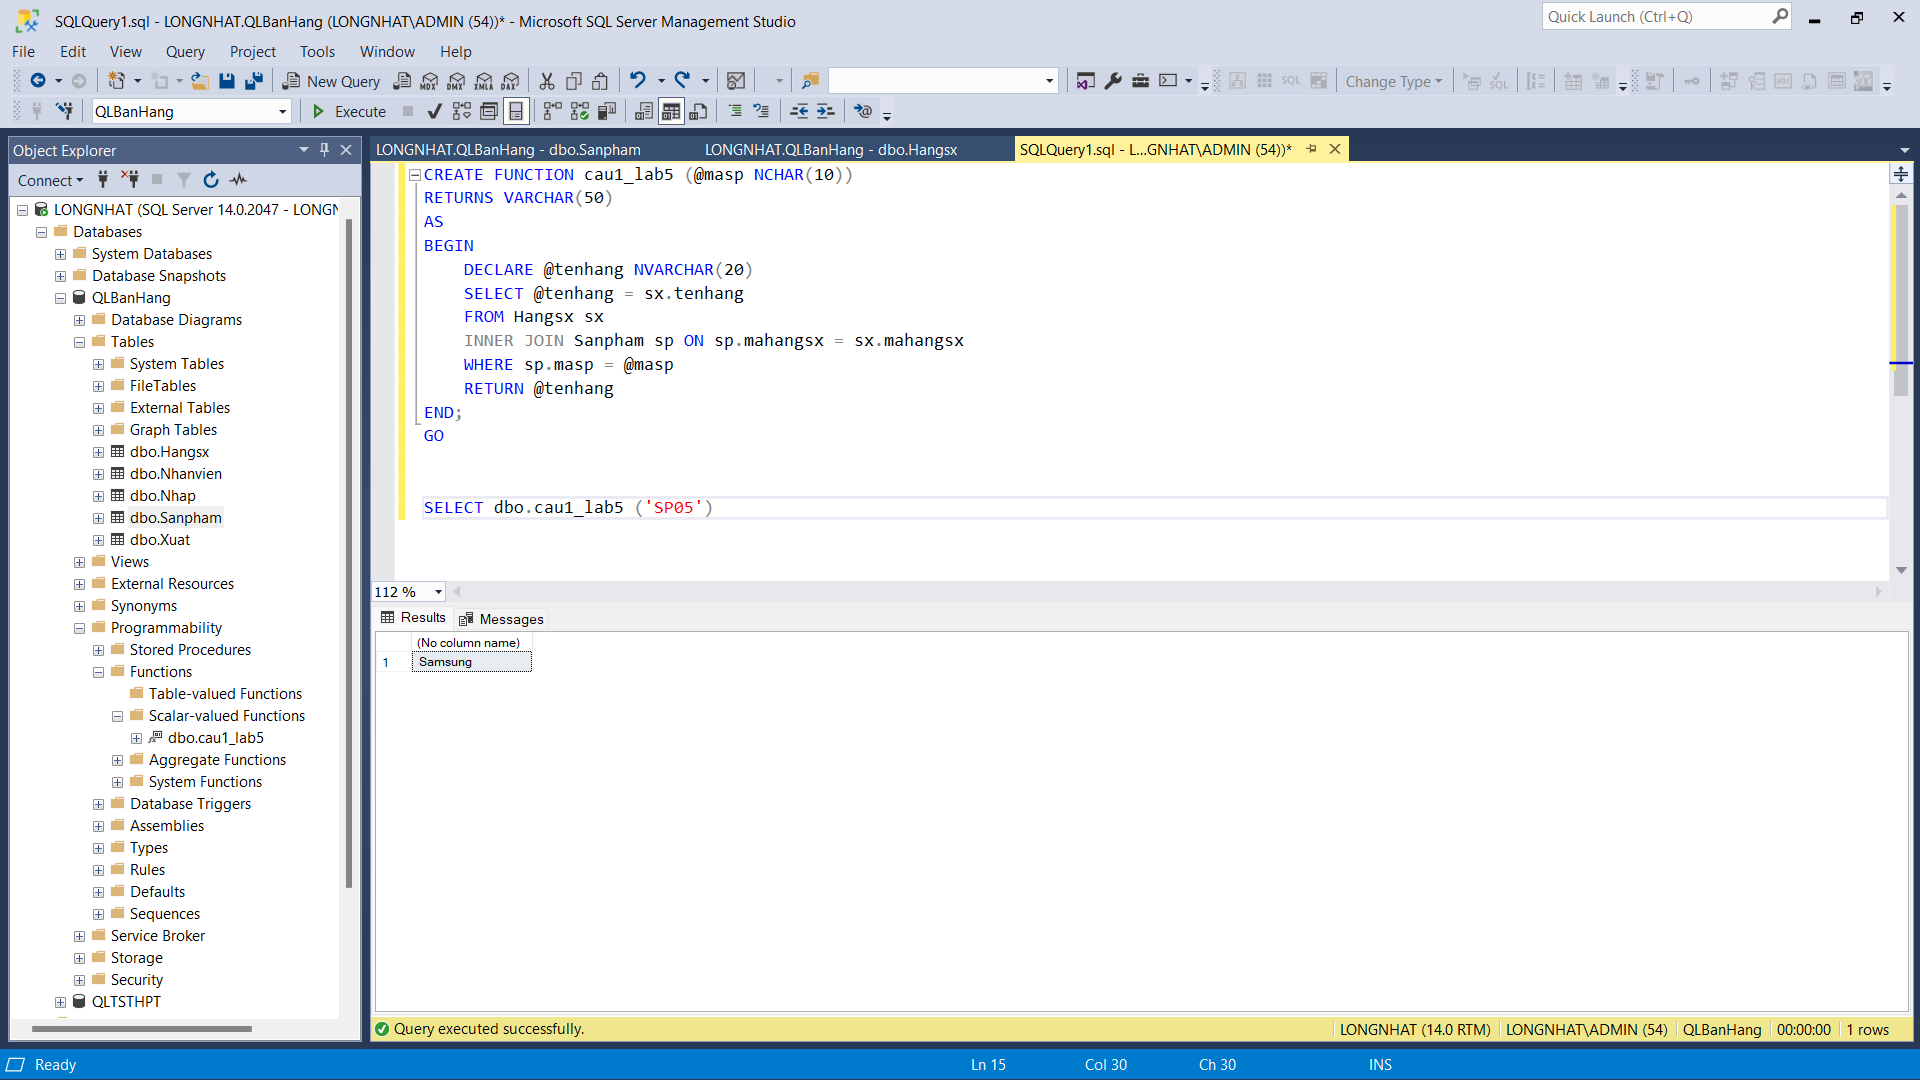 SQLQuery1.sql - LONGNHAT.QLBanHang (LONGNHAT\ADMIN (54))* - Microsoft SQL Server Management Studio
Quick Launch (Ctrl+Q)
File Edit View Query Project Tools Window Help
New Query MDX DMX XMLA DAX SQL Change Type
QLBanHang Execute
Object Explorer
Connect
LONGNHAT (SQL Server 14.0.2047 - LONGN
Databases
System Databases
Database Snapshots
QLBanHang
Database Diagrams
Tables
System Tables
FileTables
External Tables
Graph Tables
dbo.Hangsx
dbo.Nhanvien
dbo.Nhap
dbo.Sanpham
dbo.Xuat
Views
External Resources
Synonyms
Programmability
Stored Procedures
Functions
Table-valued Functions
Scalar-valued Functions
dbo.cau1_lab5
Aggregate Functions
System Functions
Database Triggers
Assemblies
Types
Rules
Defaults
Sequences
Service Broker
Storage
Security
QLTSTHPT
LONGNHAT.QLBanHang - dbo.Sanpham LONGNHAT.QLBanHang - dbo.Hangsx SQLQuery1.sql - L...GNHAT\ADMIN (54))*
CREATE FUNCTION cau1_lab5 (@masp NCHAR(10))
RETURNS VARCHAR(50)
AS
BEGIN
DECLARE @tenhang NVARCHAR(20)
SELECT @tenhang = sx.tenhang
FROM Hangsx sx
INNER JOIN Sanpham sp ON sp.mahangsx = sx.mahangsx
WHERE sp.masp = @masp
RETURN @tenhang
END;
GO
SELECT dbo.cau1_lab5 ('SP05')
112 %
Results Messages
(No column name)
1 Samsung
Query executed successfully. LONGNHAT (14.0 RTM) LONGNHAT\ADMIN (54) QLBanHang 00:00:00 1 rows
Ready Ln 15 Col 30 Ch 30 INS